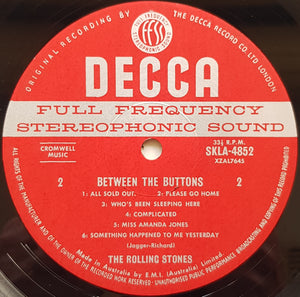 ORIGINAL RECORDING BY THE DECCA RECORD CO LTD LONDON
FULL FREQUENCY
FFSS
STEREOPHONIC SOUND
DECCA
FULL FREQUENCY
STEREOPHONIC SOUND
CROMWELL
MUSIC
33⅓ R.P.M.
SKLA-4852
XZAL7645
2 BETWEEN THE BUTTONS 2
1: ALL SOLD OUT. 2: PLEASE GO HOME
3: WHO'S BEEN SLEEPING HERE
4: COMPLICATED
5: MISS AMANDA JONES
6: SOMETHING HAPPENED TO ME YESTERDAY
(Jagger-Richard)
THE ROLLING STONES
Made in Australia by E.M.I. (Australia) Limited.
ALL RIGHTS OF THE MANUFACTURER AND OF THE OWNER OF THE RECORDED WORK RESERVED. UNAUTHORISED PUBLIC PERFORMANCE, BROADCASTING AND COPYING OF THIS RECORD PROHIBITED